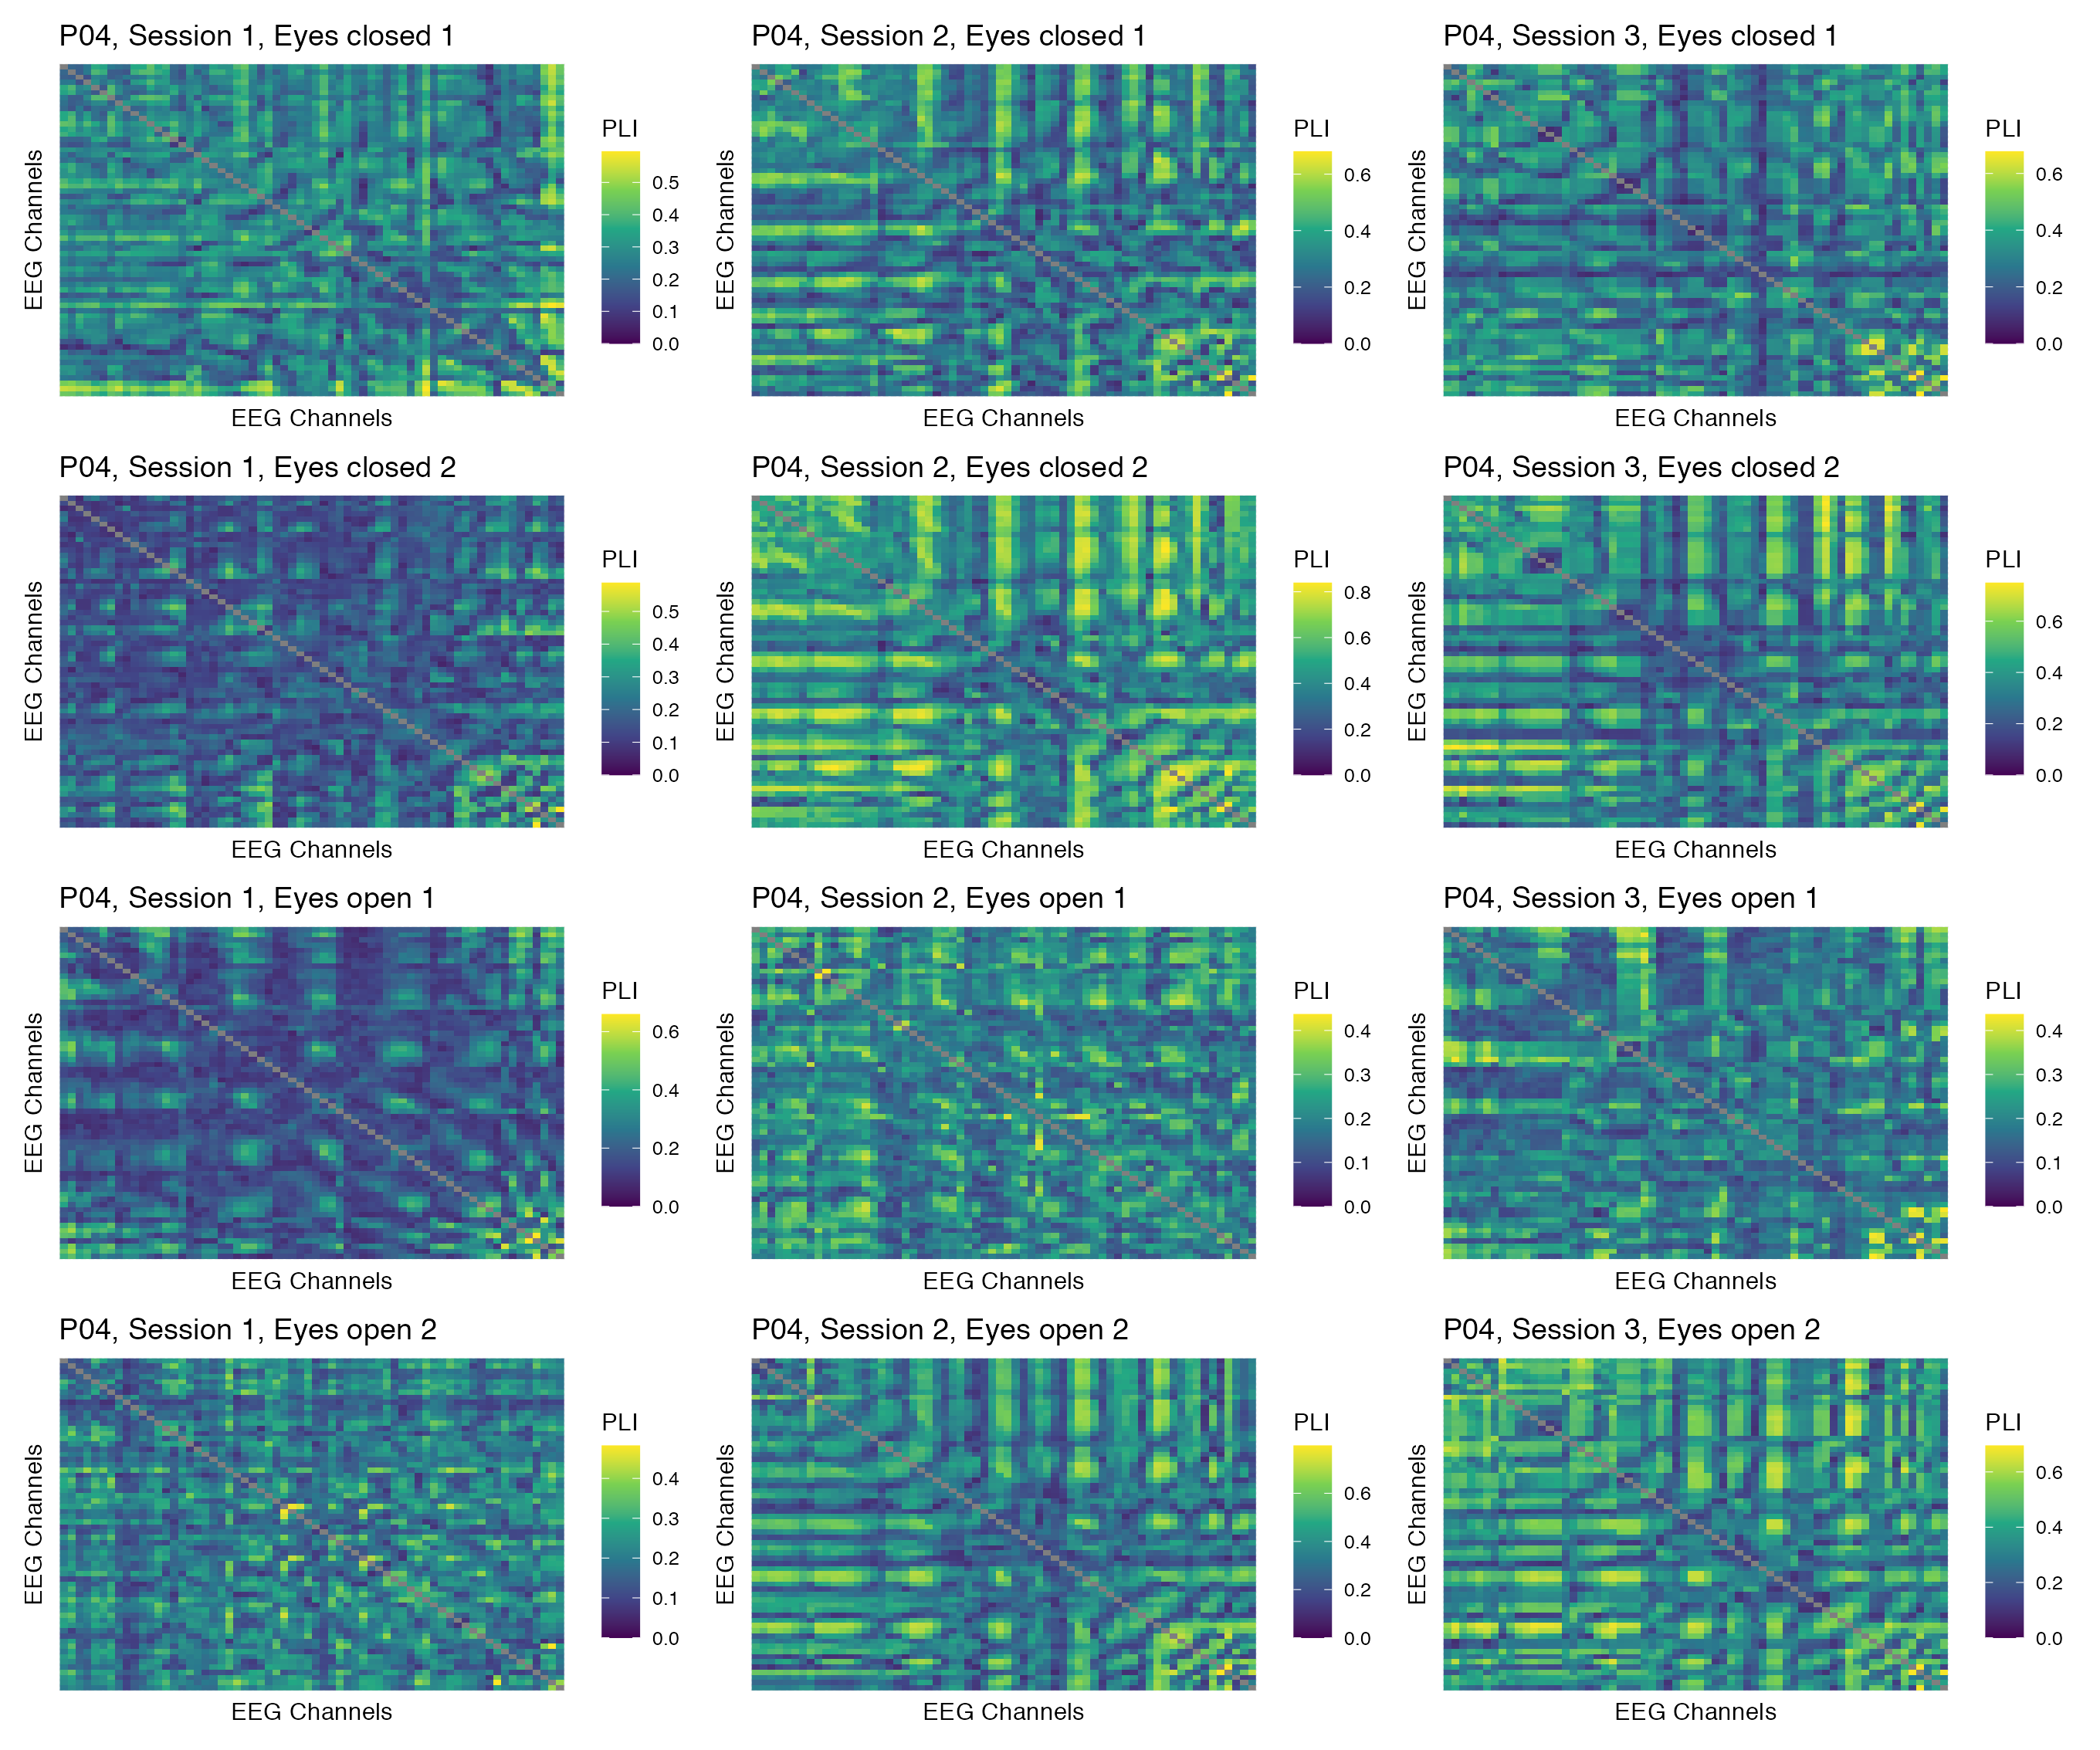 P04, Session 1, Eyes closed 1
EEG Channels
EEG Channels
PLI
0.5
0.4
0.3
0.2
0.1
0.0
P04, Session 2, Eyes closed 1
EEG Channels
EEG Channels
PLI
0.6
0.4
0.2
0.0
P04, Session 3, Eyes closed 1
EEG Channels
EEG Channels
PLI
0.6
0.4
0.2
0.0
P04, Session 1, Eyes closed 2
EEG Channels
EEG Channels
PLI
0.5
0.4
0.3
0.2
0.1
0.0
P04, Session 2, Eyes closed 2
EEG Channels
EEG Channels
PLI
0.8
0.6
0.4
0.2
0.0
P04, Session 3, Eyes closed 2
EEG Channels
EEG Channels
PLI
0.6
0.4
0.2
0.0
P04, Session 1, Eyes open 1
EEG Channels
EEG Channels
PLI
0.6
0.4
0.2
0.0
P04, Session 2, Eyes open 1
EEG Channels
EEG Channels
PLI
0.4
0.3
0.2
0.1
0.0
P04, Session 3, Eyes open 1
EEG Channels
EEG Channels
PLI
0.4
0.3
0.2
0.1
0.0
P04, Session 1, Eyes open 2
EEG Channels
EEG Channels
PLI
0.4
0.3
0.2
0.1
0.0
P04, Session 2, Eyes open 2
EEG Channels
EEG Channels
PLI
0.6
0.4
0.2
0.0
P04, Session 3, Eyes open 2
EEG Channels
EEG Channels
PLI
0.6
0.4
0.2
0.0